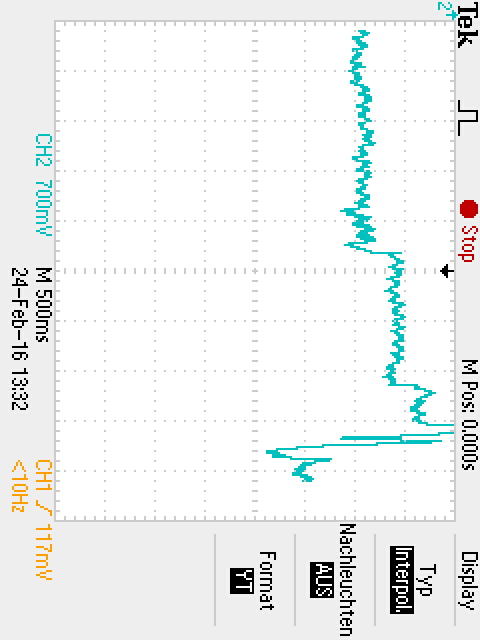 Tek Stop M Pos: 0.000s Display
2
Typ
Interpol.
Nachleuchten
AUS
Format
YT
CH2 700mV M 500ms CH1 117mV
24-Feb-16 13:32 <10Hz